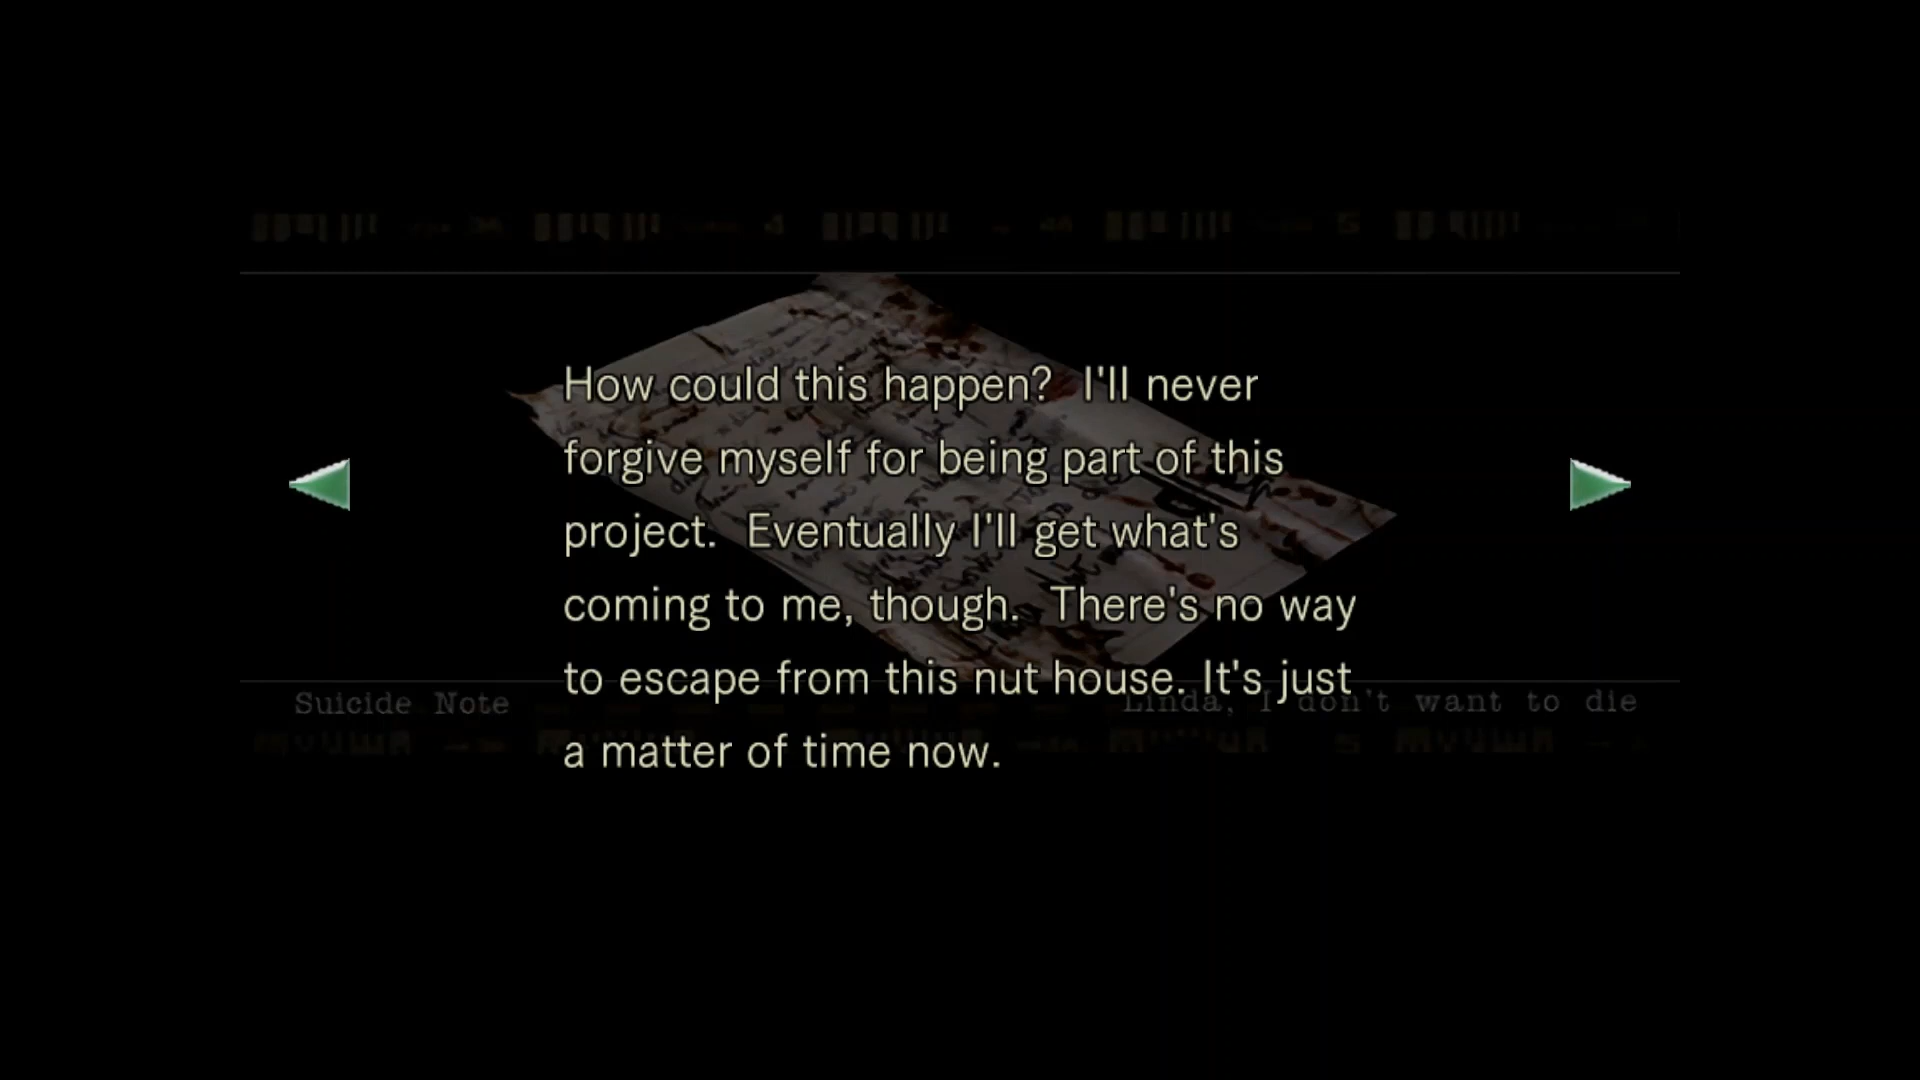 How could this happen?  I'll never
forgive myself for being part of this
project.  Eventually I'll get what's
coming to me, though.  There's no way
to escape from this nut house. It's just
a matter of time now.
Suicide Note
Linda, I don't want to die